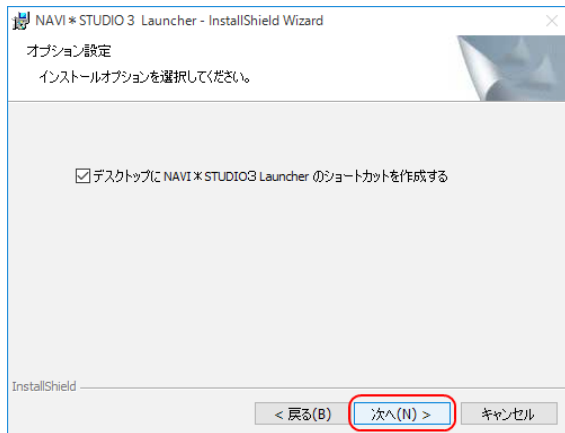 NAVI＊STUDIO 3 Launcher - InstallShield Wizard
オプション設定
インストールオプションを選択してください。
デスクトップに NAVI＊STUDIO3 Launcher のショートカットを作成する
InstallShield
< 戻る(B) 次へ(N) > キャンセル